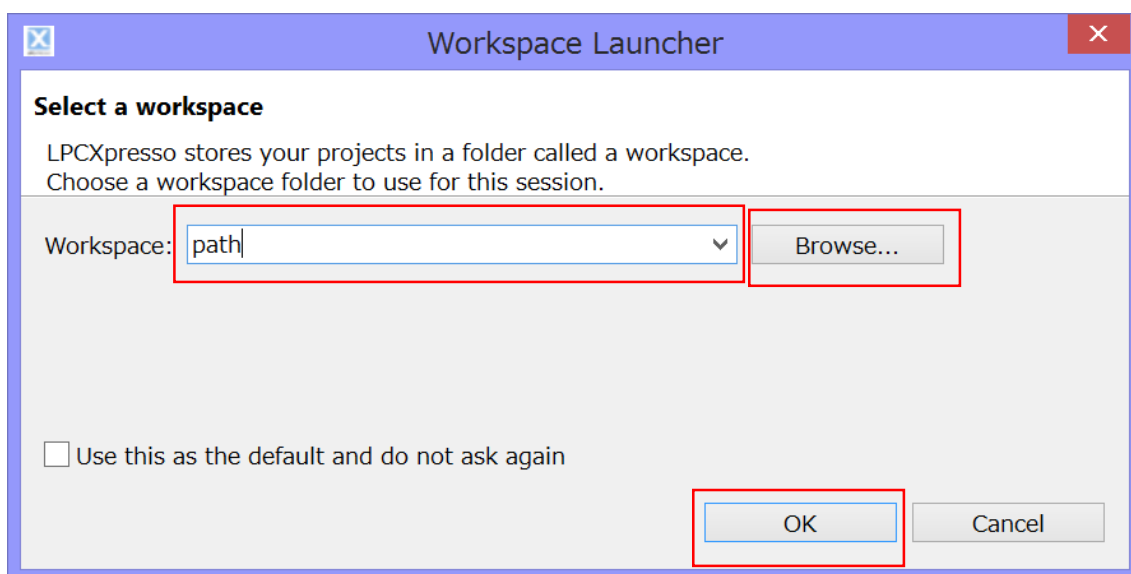 Workspace Launcher
Select a workspace
LPCXpresso stores your projects in a folder called a workspace.
Choose a workspace folder to use for this session.
Workspace: path Browse...
Use this as the default and do not ask again
OK Cancel